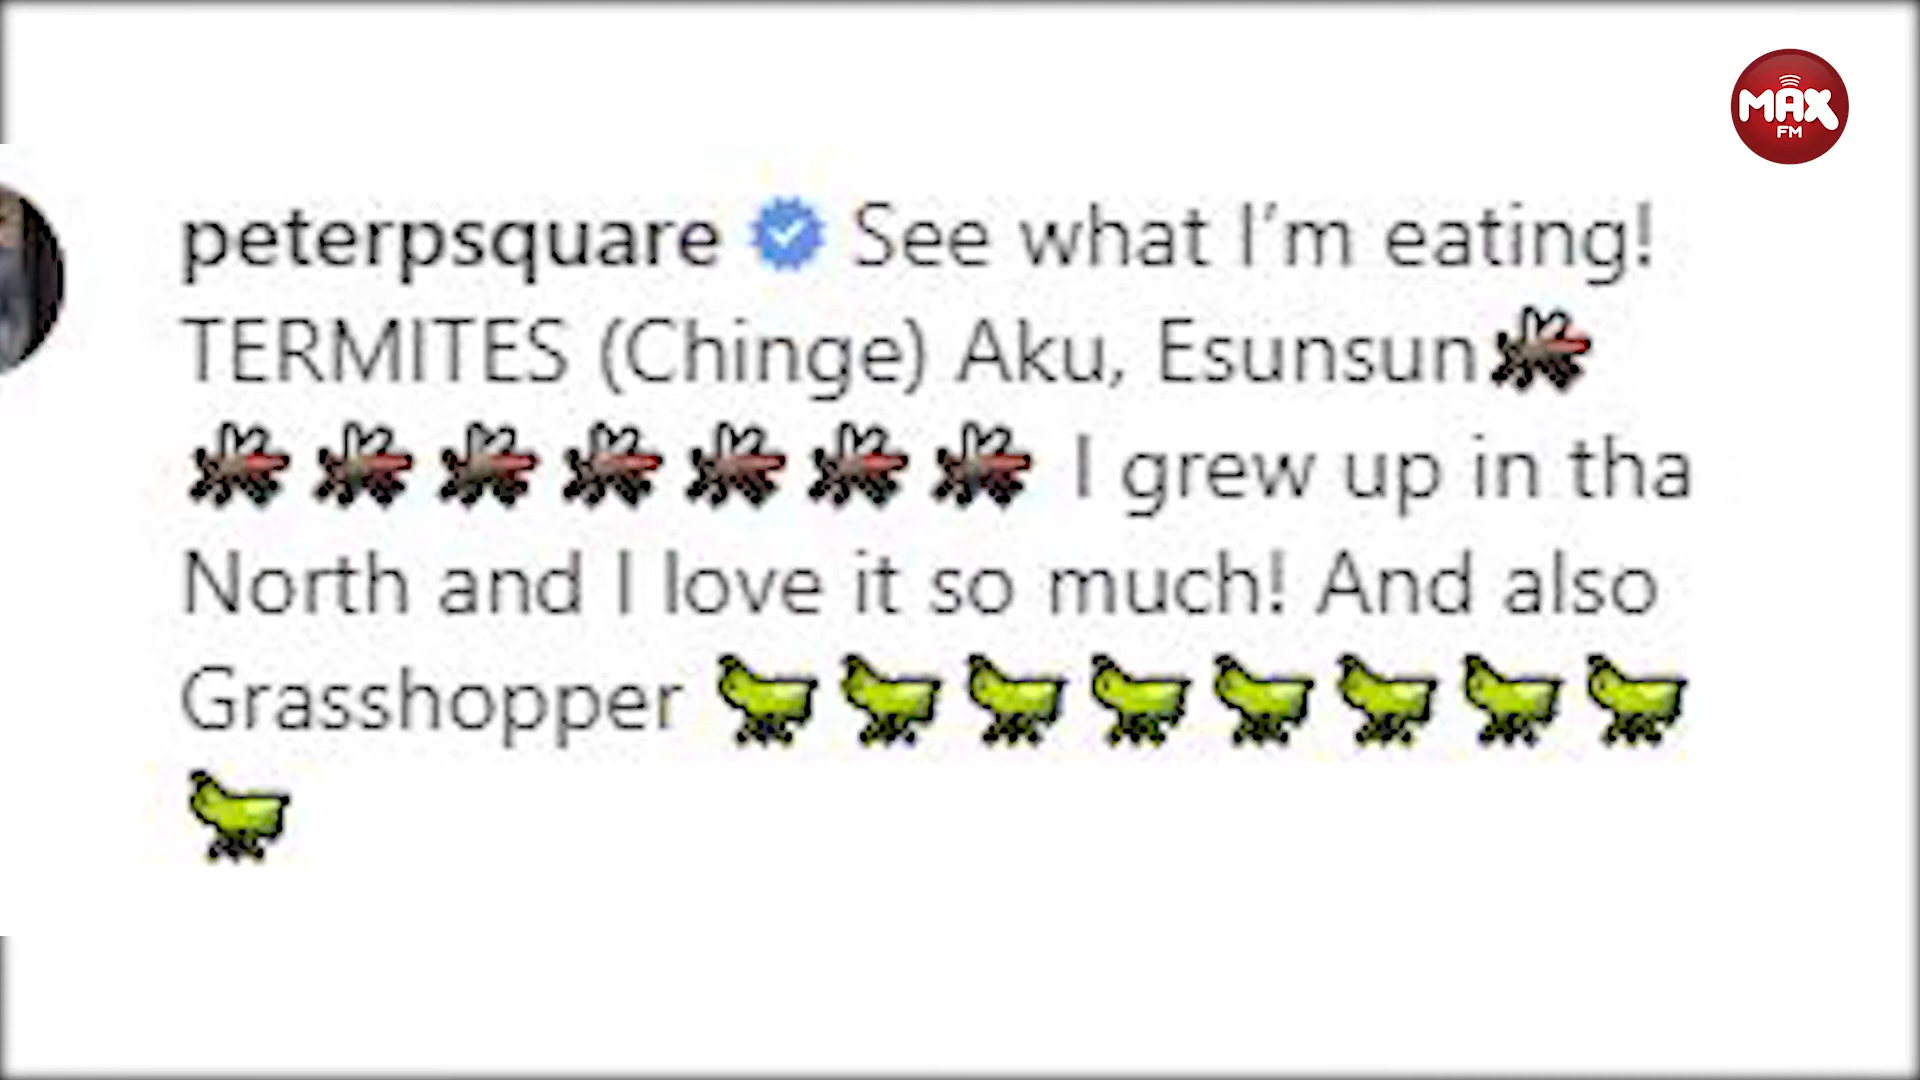 MAX
FM
peterpsquare See what I'm eating!
TERMITES (Chinge) Aku, Esunsun🦟
🦟🦟🦟🦟🦟🦟🦟 I grew up in tha
North and I love it so much! And also
Grasshopper 🦗🦗🦗🦗🦗🦗🦗🦗
🦗